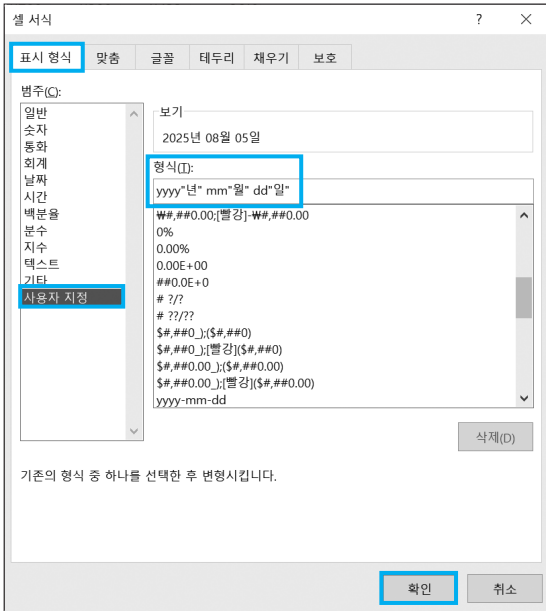 셀 서식 ? ×
표시 형식 맞춤 글꼴 테두리 채우기 보호
범주(C):
일반
숫자
통화
회계
날짜
시간
백분율
분수
지수
텍스트
기타
사용자 지정
보기
2025년 08월 05일
형식(T):
yyyy"년" mm"월" dd"일"
₩#,##0.00;[빨강]-₩#,##0.00
0%
0.00%
0.00E+00
##0.0E+0
# ?/?
# ??/??
$#,##0_);($#,##0)
$#,##0_);[빨강]($#,##0)
$#,##0.00_);($#,##0.00)
$#,##0.00_);[빨강]($#,##0.00)
yyyy-mm-dd
삭제(D)
기존의 형식 중 하나를 선택한 후 변형시킵니다.
확인 취소